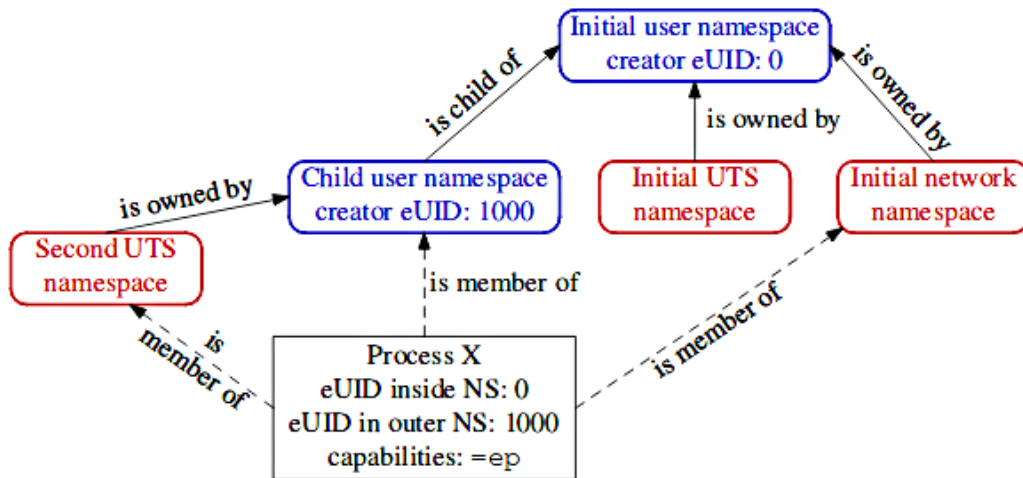 Initial user namespace
creator eUID: 0
is child of
is owned by
is owned by
Child user namespace
creator eUID: 1000
Initial UTS
namespace
Initial network
namespace
is owned by
Second UTS
namespace
is member of
is
member of
is member of
Process X
eUID inside NS: 0
eUID in outer NS: 1000
capabilities: =ep